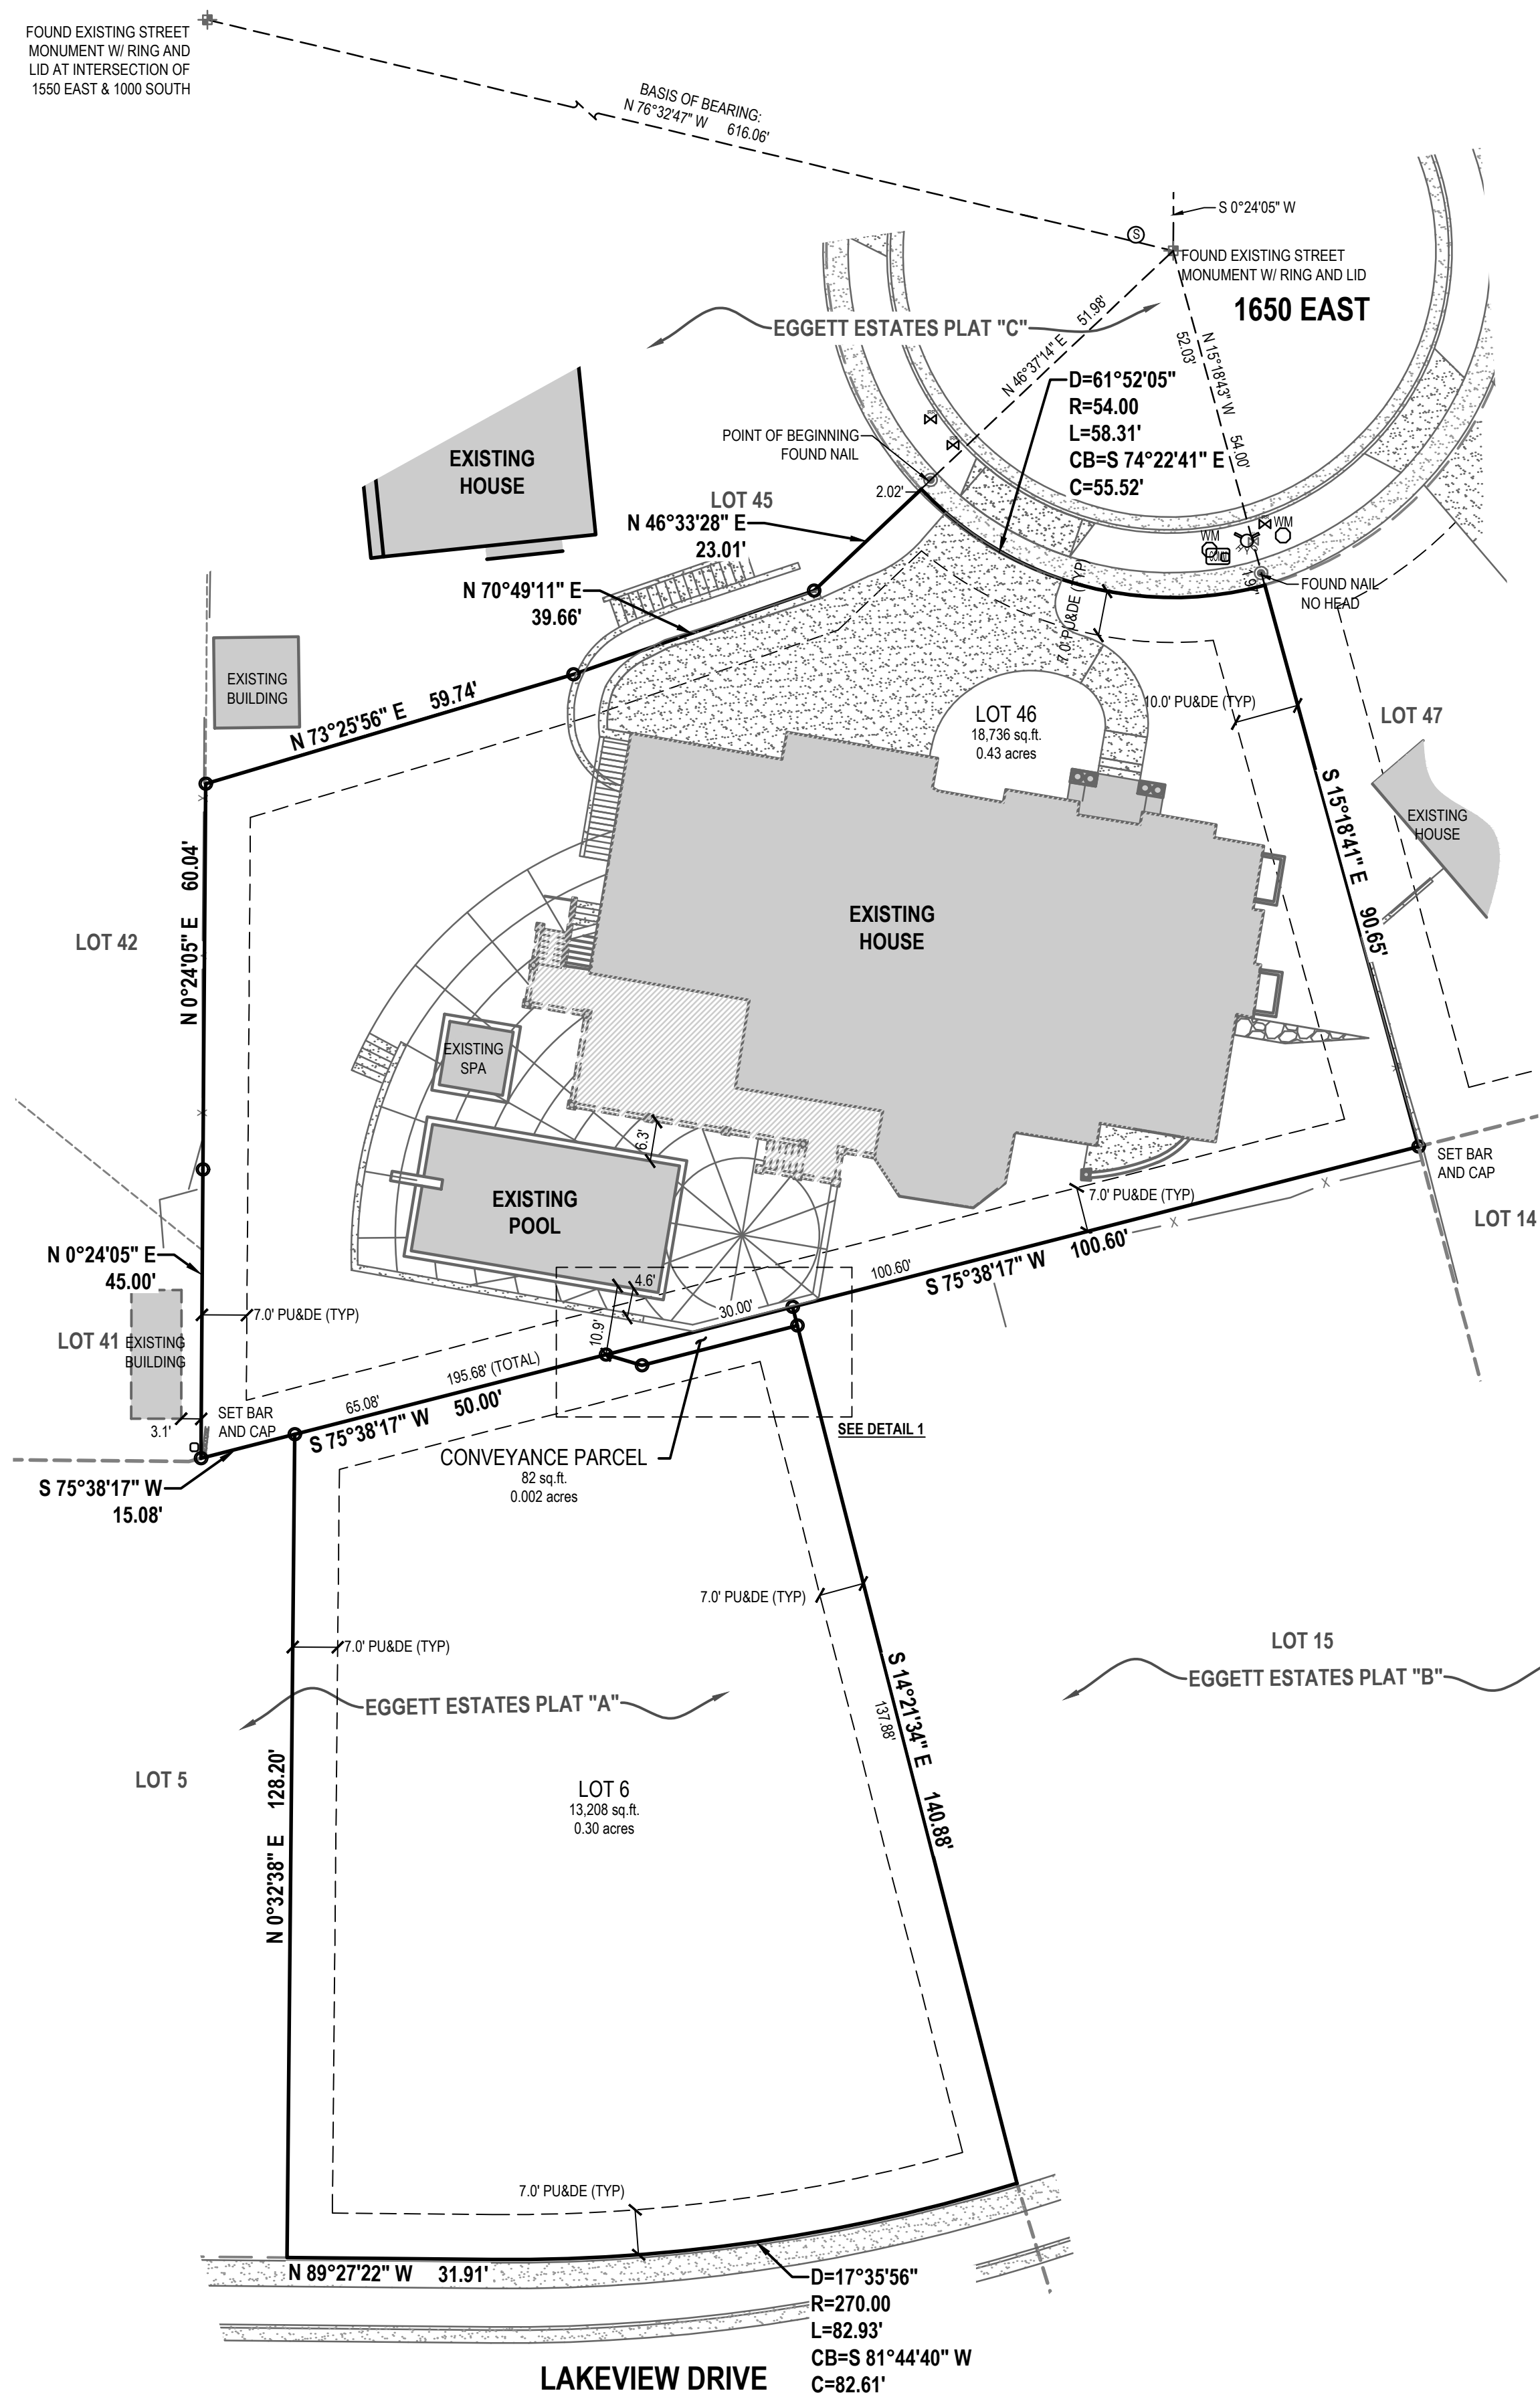 FOUND EXISTING STREET
MONUMENT W/ RING AND
LID AT INTERSECTION OF
1550 EAST & 1000 SOUTH
BASIS OF BEARING:
N 76°32'47" W 616.06'
S 0°24'05" W
S
FOUND EXISTING STREET
MONUMENT W/ RING AND LID
1650 EAST
EGGETT ESTATES PLAT "C"
N 46°37'14" E 51.98'
N 15°18'43" W 54.00'
52.03'
D=61°52'05"
R=54.00
L=58.31'
CB=S 74°22'41" E
C=55.52'
POINT OF BEGINNING
FOUND NAIL
2.02'
EXISTING
HOUSE
LOT 45
N 46°33'28" E
23.01'
N 70°49'11" E
39.66'
WM
WM
FOUND NAIL
NO HEAD
7.0' PU&DE (TYP)
EXISTING
BUILDING
N 73°25'56" E 59.74'
LOT 46
18,736 sq.ft.
0.43 acres
10.0' PU&DE (TYP)
LOT 47
S 15°18'41" E 90.65'
EXISTING
HOUSE
N 0°24'05" E 60.04'
LOT 42
EXISTING
HOUSE
EXISTING
SPA
6.3'
EXISTING
POOL
SET BAR
AND CAP
7.0' PU&DE (TYP)
LOT 14
N 0°24'05" E
45.00'
100.60'
S 75°38'17" W 100.60'
4.6'
30.00'
10.9'
7.0' PU&DE (TYP)
LOT 41
EXISTING
BUILDING
195.68' (TOTAL)
65.08'
S 75°38'17" W 50.00'
3.1'
SET BAR
AND CAP
SEE DETAIL 1
CONVEYANCE PARCEL
82 sq.ft.
0.002 acres
S 75°38'17" W
15.08'
7.0' PU&DE (TYP)
7.0' PU&DE (TYP)
LOT 15
EGGETT ESTATES PLAT "B"
S 14°21'34" E 140.88'
137.88'
EGGETT ESTATES PLAT "A"
LOT 5
N 0°32'38" E 128.20'
LOT 6
13,208 sq.ft.
0.30 acres
7.0' PU&DE (TYP)
N 89°27'22" W 31.91'
D=17°35'56"
R=270.00
L=82.93'
CB=S 81°44'40" W
C=82.61'
LAKEVIEW DRIVE